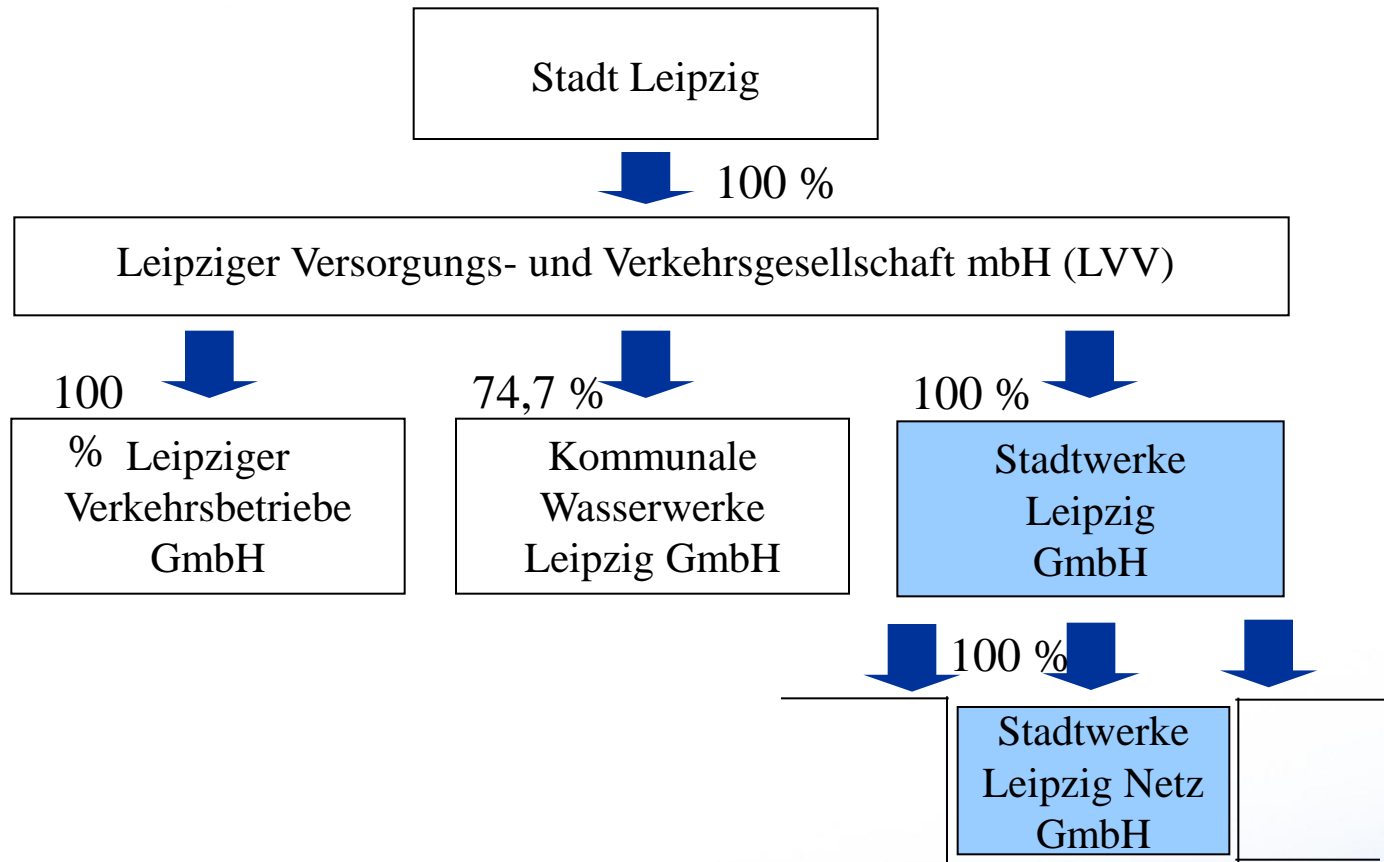 Stadt Leipzig
100 %
Leipziger Versorgungs- und Verkehrsgesellschaft mbH (LVV)
100
% Leipziger
Verkehrsbetriebe
GmbH
74,7 %
Kommunale
Wasserwerke
Leipzig GmbH
100 %
Stadtwerke
Leipzig
GmbH
100 %
Stadtwerke
Leipzig Netz
GmbH